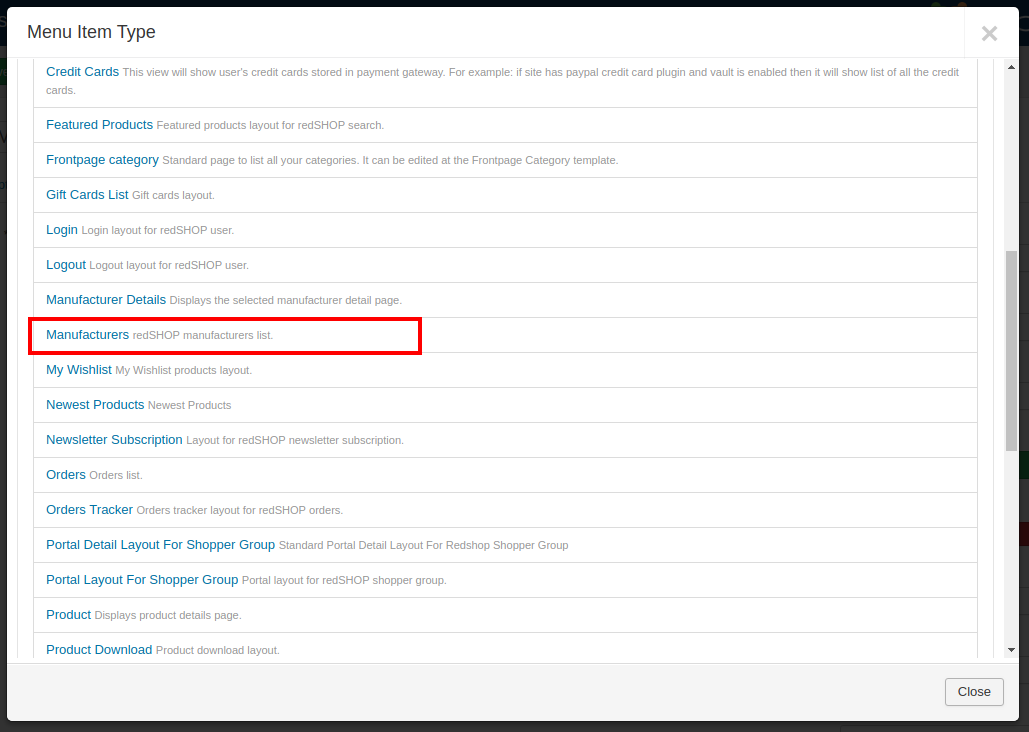 Menu Item Type
Credit Cards This view will show user's credit cards stored in payment gateway. For example: if site has paypal credit card plugin and vault is enabled then it will show list of all the credit
cards.
Featured Products Featured products layout for redSHOP search.
Frontpage category Standard page to list all your categories. It can be edited at the Frontpage Category template.
Gift Cards List Gift cards layout.
Login Login layout for redSHOP user.
Logout Logout layout for redSHOP user.
Manufacturer Details Displays the selected manufacturer detail page.
Manufacturers redSHOP manufacturers list.
My Wishlist My Wishlist products layout.
Newest Products Newest Products
Newsletter Subscription Layout for redSHOP newsletter subscription.
Orders Orders list.
Orders Tracker Orders tracker layout for redSHOP orders.
Portal Detail Layout For Shopper Group Standard Portal Detail Layout For Redshop Shopper Group
Portal Layout For Shopper Group Portal layout for redSHOP shopper group.
Product Displays product details page.
Product Download Product download layout.
Close